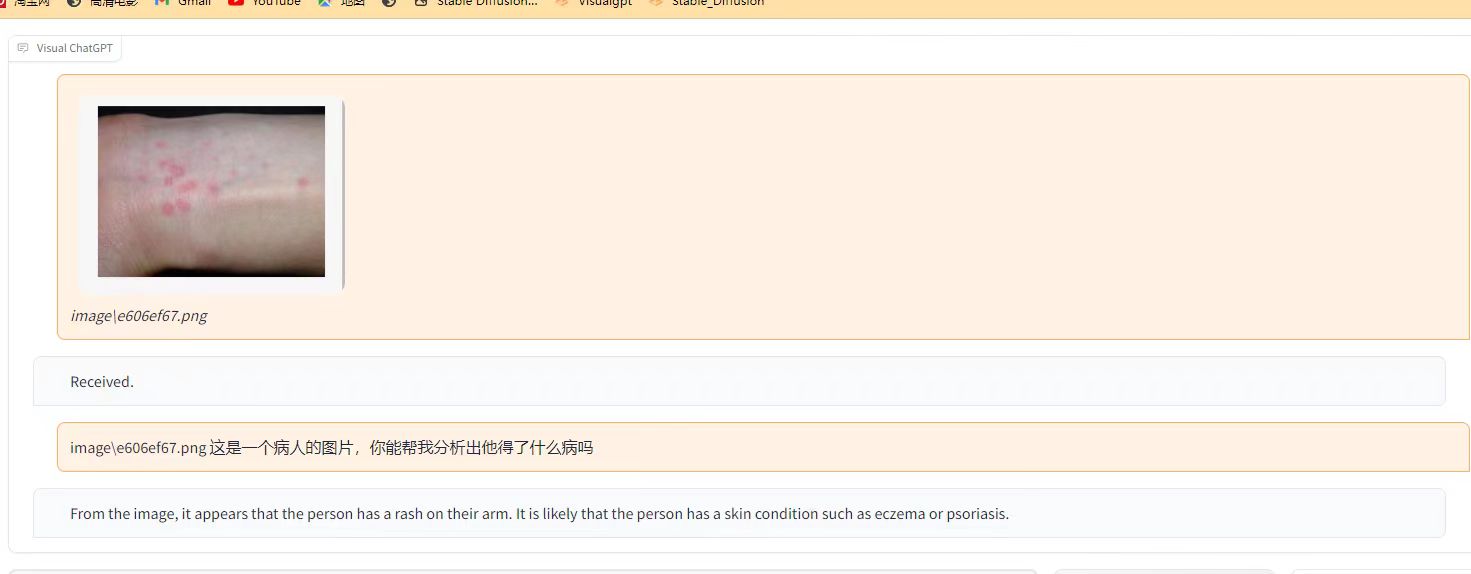 淘宝网 高清电影 Gmail YouTube 地图 Stable Diffusion... Visualgpt Stable_Diffusion
Visual ChatGPT
image\e606ef67.png
Received.
image\e606ef67.png 这是一个病人的图片，你能帮我分析出他得了什么病吗
From the image, it appears that the person has a rash on their arm. It is likely that the person has a skin condition such as eczema or psoriasis.